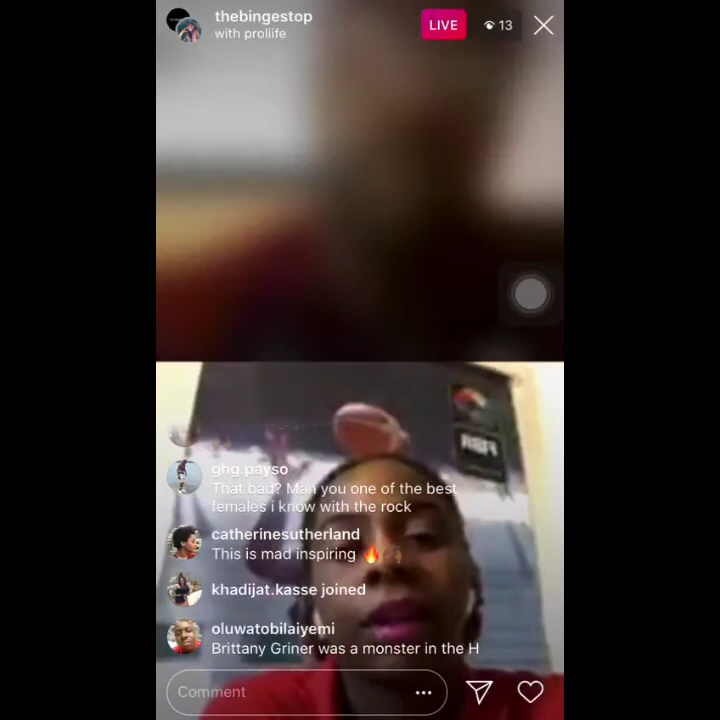 thebingestop
with proliife
LIVE
13
ghg.payso
That bad? Man you one of the best
females i know with the rock
catherinesutherland
This is mad inspiring 🔥🙌🏾
khadijat.kasse joined
oluwatobilaiyemi
Brittany Griner was a monster in the H
Comment